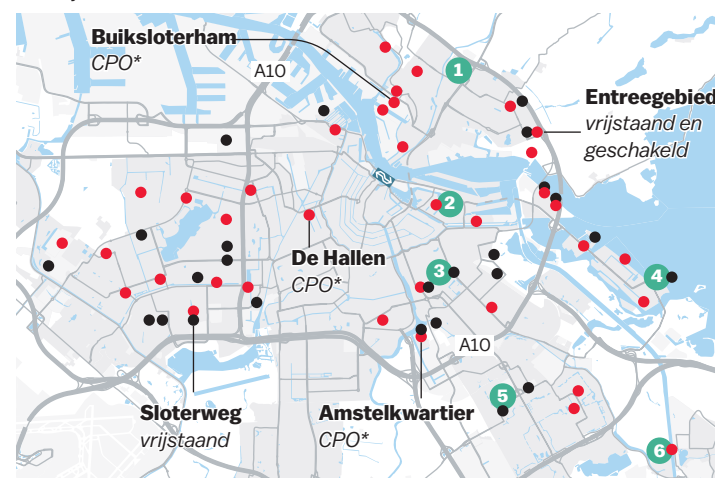 Buiksloterham
CPO*
A10
1
Entreegebied
vrijstaand en
geschakeld
2
De Hallen
CPO*
3
4
A10
Sloterweg
vrijstaand
Amstelkwartier
CPO*
5
6